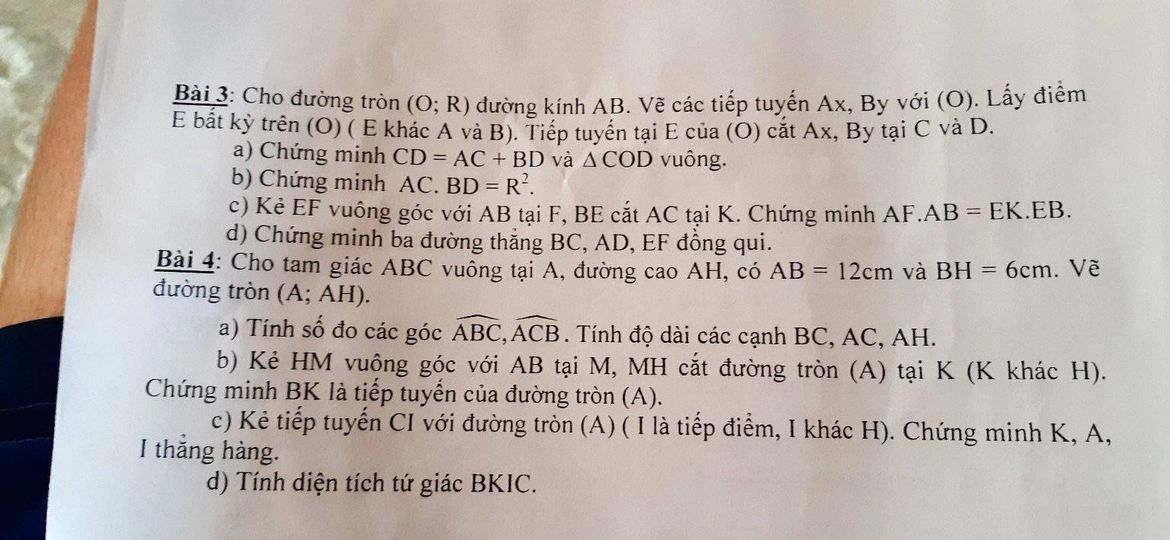 Bài 3: Cho đường tròn (O; R) đường kính AB. Vẽ các tiếp tuyến Ax, By với (O). Lấy điểm
E bất kỳ trên (O) ( E khác A và B). Tiếp tuyến tại E của (O) cắt Ax, By tại C và D.
a) Chứng minh CD = AC + BD và Δ COD vuông.
b) Chứng minh AC. BD = R².
c) Kẻ EF vuông góc với AB tại F, BE cắt AC tại K. Chứng minh AF.AB = EK.EB.
d) Chứng minh ba đường thẳng BC, AD, EF đồng qui.
Bài 4: Cho tam giác ABC vuông tại A, đường cao AH, có AB = 12cm và BH = 6cm. Vẽ
đường tròn (A; AH).
a) Tính số đo các góc \widehat{ABC}, \widehat{ACB}. Tính độ dài các cạnh BC, AC, AH.
b) Kẻ HM vuông góc với AB tại M, MH cắt đường tròn (A) tại K (K khác H).
Chứng minh BK là tiếp tuyến của đường tròn (A).
c) Kẻ tiếp tuyến CI với đường tròn (A) ( I là tiếp điểm, I khác H). Chứng minh K, A,
I thẳng hàng.
d) Tính diện tích tứ giác BKIC.